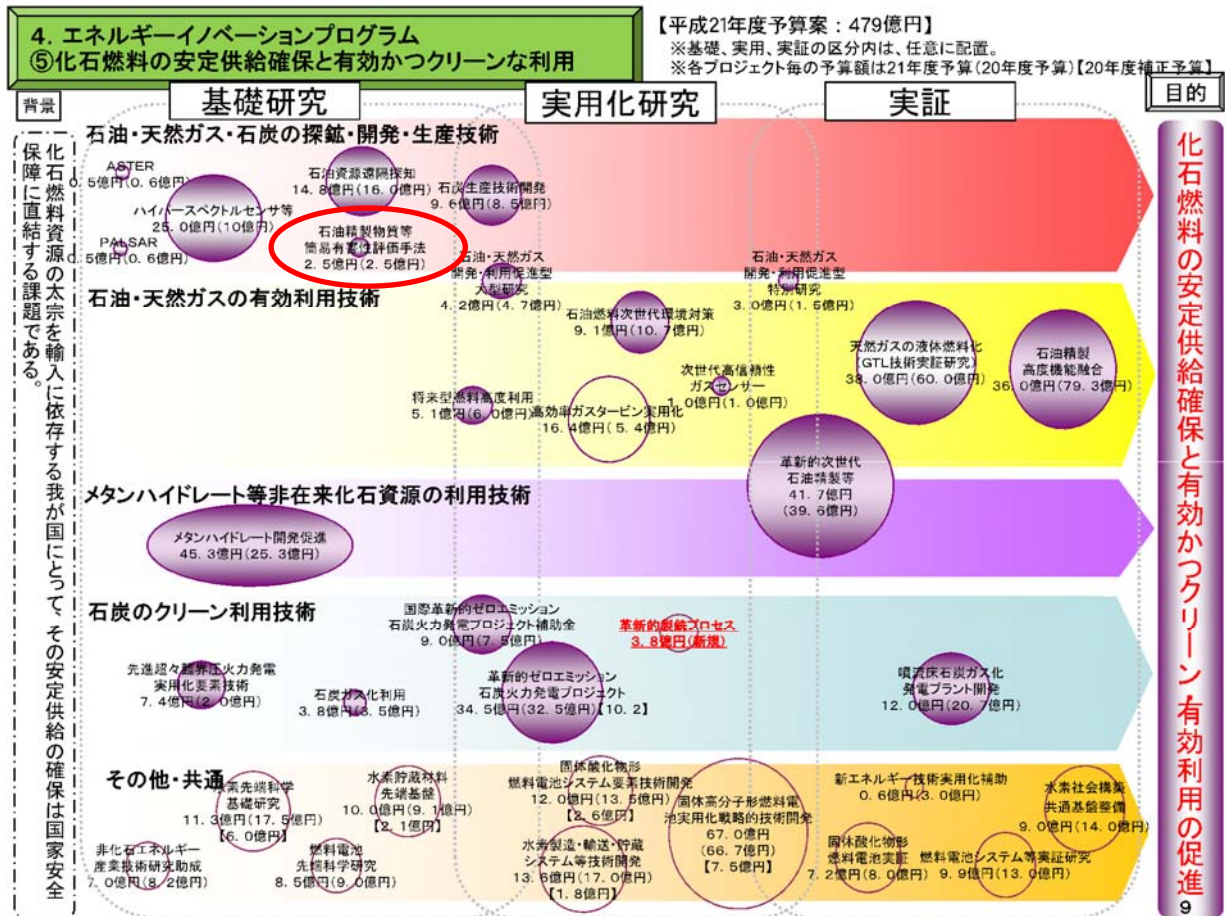 4. エネルギーイノベーションプログラム
⑤化石燃料の安定供給確保と有効かつクリーンな利用
【平成21年度予算案:479億円】
※基礎、実用、実証の区分内は、任意に配置。
※各プロジェクト毎の予算額は21年度予算(20年度予算)【20年度補正予算】
背景
基礎研究
実用化研究
実証
目的
化石燃料資源の太宗を輸入に依存する我が国にとって、その安定供給の確保は国家安全
保障に直結する課題である。
石油・天然ガス・石炭の探鉱・開発・生産技術
ASTER
0.5億円(0.6億円)
ハイパースペクトルセンサ等
25.0億円(10億円)
PALSAR
0.5億円(0.6億円)
石油資源遠隔探知
14.8億円(16.0億円)
石油精製物質等
簡易有害性評価手法
2.5億円(2.5億円)
石炭生産技術開発
9.6億円(8.5億円)
石油・天然ガス
開発・利用促進型
大型研究
4.2億円(4.7億円)
石油・天然ガス
開発・利用促進型
特別研究
3.0億円(1.5億円)
石油・天然ガスの有効利用技術
石油燃料次世代環境対策
9.1億円(10.7億円)
次世代高信頼性
ガスセンサー
1.0億円(1.0億円)
将来型燃料高度利用
5.1億円(6.0億円)
高効率ガスタービン実用化
16.4億円(5.4億円)
天然ガスの液体燃料化
(GTL技術実証研究)
38.0億円(60.0億円)
石油精製
高度機能融合
36.0億円(79.3億円)
革新的次世代
石油精製等
41.7億円
(39.6億円)
メタンハイドレート等非在来化石資源の利用技術
メタンハイドレート開発促進
45.3億円(25.3億円)
石炭のクリーン利用技術
国際革新的ゼロエミッション
石炭火力発電プロジェクト補助金
9.0億円(7.5億円)
革新的製銑プロセス
3.8億円(新規)
先進超々臨界圧火力発電
実用化要素技術
7.4億円(2.0億円)
石炭ガス化利用
3.8億円(3.5億円)
革新的ゼロエミッション
石炭火力発電プロジェクト
34.5億円(32.5億円)【10.2】
噴流床石炭ガス化
発電プラント開発
12.0億円(20.7億円)
その他・共通
水素先端科学
基礎研究
11.3億円(17.5億円)
【6.0億円】
水素貯蔵材料
先端基盤
10.0億円(9.1億円)
【2.1億円】
固体酸化物形
燃料電池システム要素技術開発
12.0億円(13.5億円)
【2.6億円】
固体高分子形燃料電
池実用化戦略的技術開発
67.0億円
(66.7億円)
【7.5億円】
新エネルギー技術実用化補助
0.6億円(3.0億円)
水素社会構築
共通基盤整備
9.0億円(14.0億円)
非化石エネルギー
産業技術研究助成
7.0億円(8.2億円)
燃料電池
先端科学研究
8.5億円(9.0億円)
水素製造・輸送・貯蔵
システム等技術開発
13.6億円(17.0億円)
【1.8億円】
固体酸化物形
燃料電池実証
7.2億円(8.0億円)
燃料電池システム等実証研究
9.9億円(13.0億円)
化石燃料の安定供給確保と有効かつクリーン・有効利用の促進
9